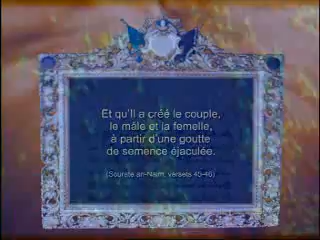 Et qu'Il a créé le couple,
le mâle et la femelle,
à partir d'une goutte
de semence éjaculée.
(Sourate an-Najm, versets 45-46)